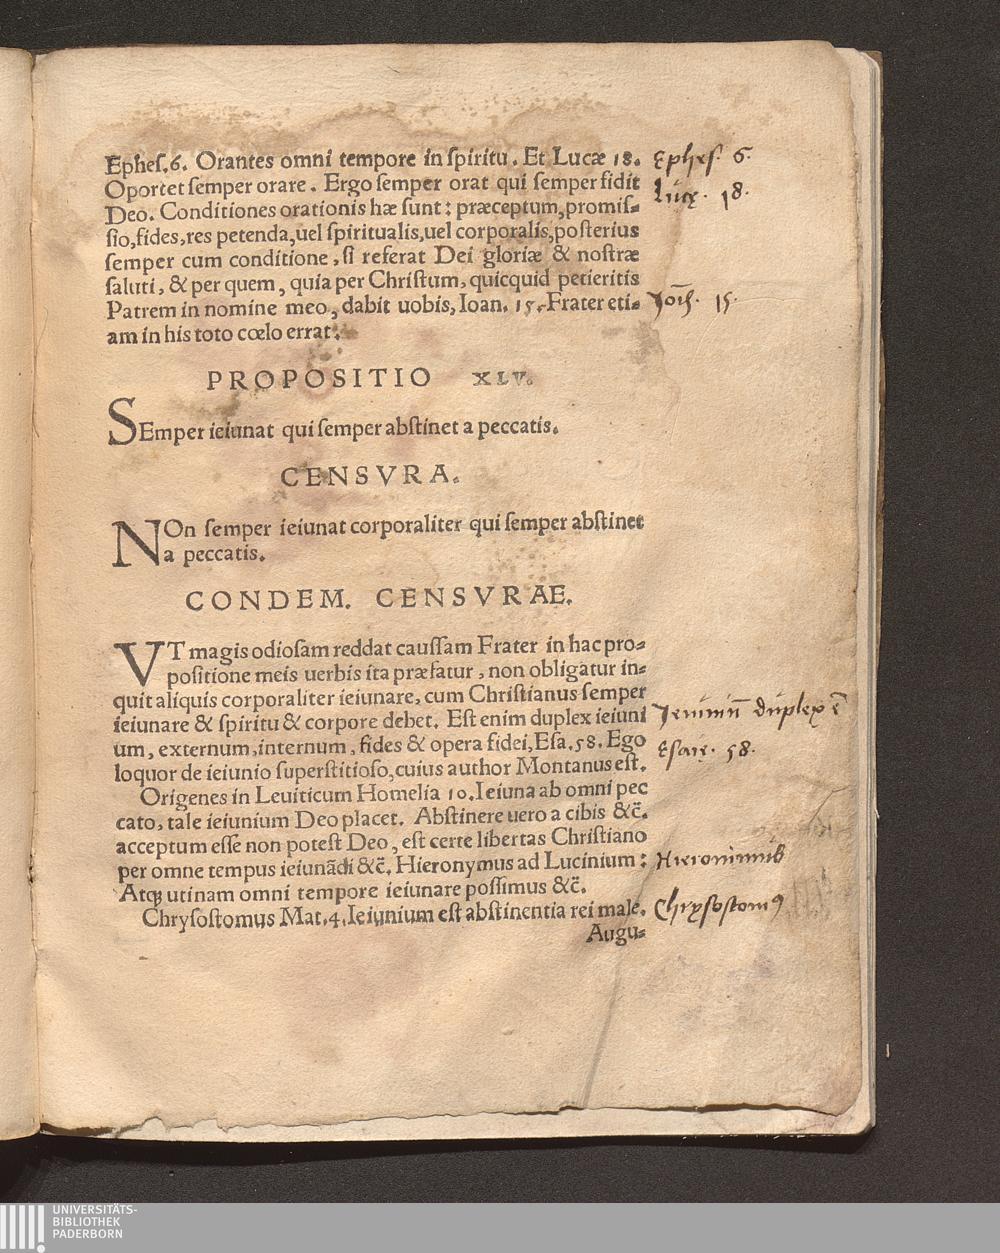 Epheſ.6. Orantes omni tempore in ſpiritu. Et Lucæ 18.
Epheſ. 6.
Oportet ſemper orare. Ergo ſemper orat qui ſemper fidit
Lucę. 18.
Deo. Conditiones orationis hæ ſunt: præceptum, promiſ-
ſio, fides, res petenda, uel ſpiritualis, uel corporalis, poſterius
ſemper cum conditione, ſi referat Dei gloriæ & noſtræ
ſaluti, & per quem, quia per Chriſtum, quicquid petieritis
Patrem in nomine meo, dabit uobis, Ioan. 15. Frater eti-
15.
am in his toto cœlo errat.
PROPOSITIO XLV.
SEmper ieiunat qui ſemper abſtinet a peccatis.
CENSVRA.
NOn ſemper ieiunat corporaliter qui ſemper abſtinet
a peccatis.
CONDEM. CENSVRAE.
VT magis odioſam reddat cauſſam Frater in hac pro-
poſitione meis uerbis ita præfatur, non obligatur in-
quit aliquis corporaliter ieiunare, cum Chriſtianus ſemper
ieiunare & ſpiritu & corpore debet. Eſt enim duplex ieiuni
Ieiuniū duplex ē
um, externum, internum, fides & opera fidei, Eſa.58. Ego
Eſaię. 58.
loquor de ieiunio ſuperſtitioſo, cuius author Montanus eſt.
Origenes in Leuiticum Homelia 10. Ieiuna ab omni pec
cato, tale ieiunium Deo placet. Abſtinere uero a cibis &c̃.
acceptum eſſe non poteſt Deo, eſt certe libertas Chriſtiano
per omne tempus ieiunãdi &c̃. Hieronymus ad Lucinium:
Hieronimus
Atqꝫ utinam omni tempore ieiunare poſſimus &c̃.
Chryſoſtomus Mat.4. Ieiunium eſt abſtinentia rei male.
Chryſoſtomꝰ
Augu-
UNIVERSITÄTS-
BIBLIOTHEK
PADERBORN